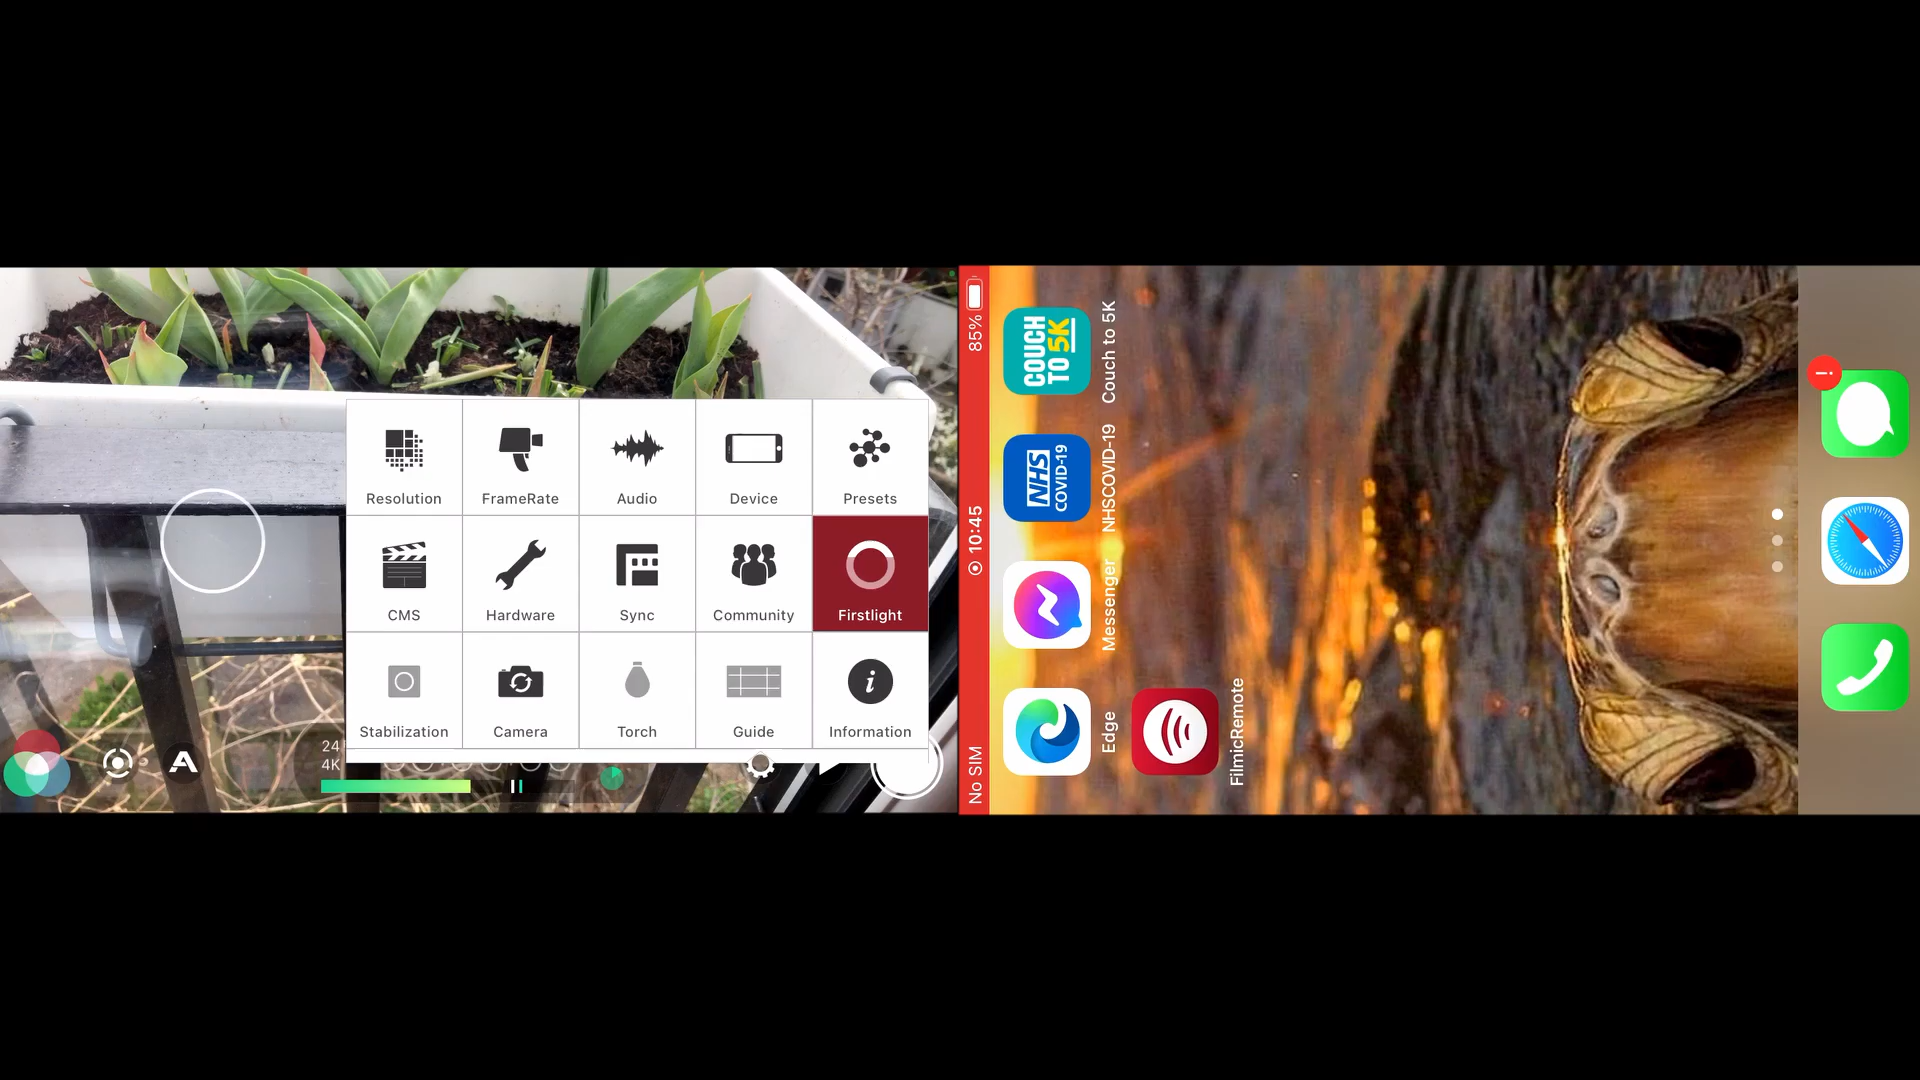 Resolution
FrameRate
Audio
Device
Presets
CMS
Hardware
Sync
Community
Firstlight
Stabilization
Camera
Torch
Guide
Information
24
4K
A
No SIM
10:45
85%
Edge
Messenger
NHS
COVID-19
NHSCOVID-19
COUCH
TO 5K
Couch to 5K
FilmicRemote